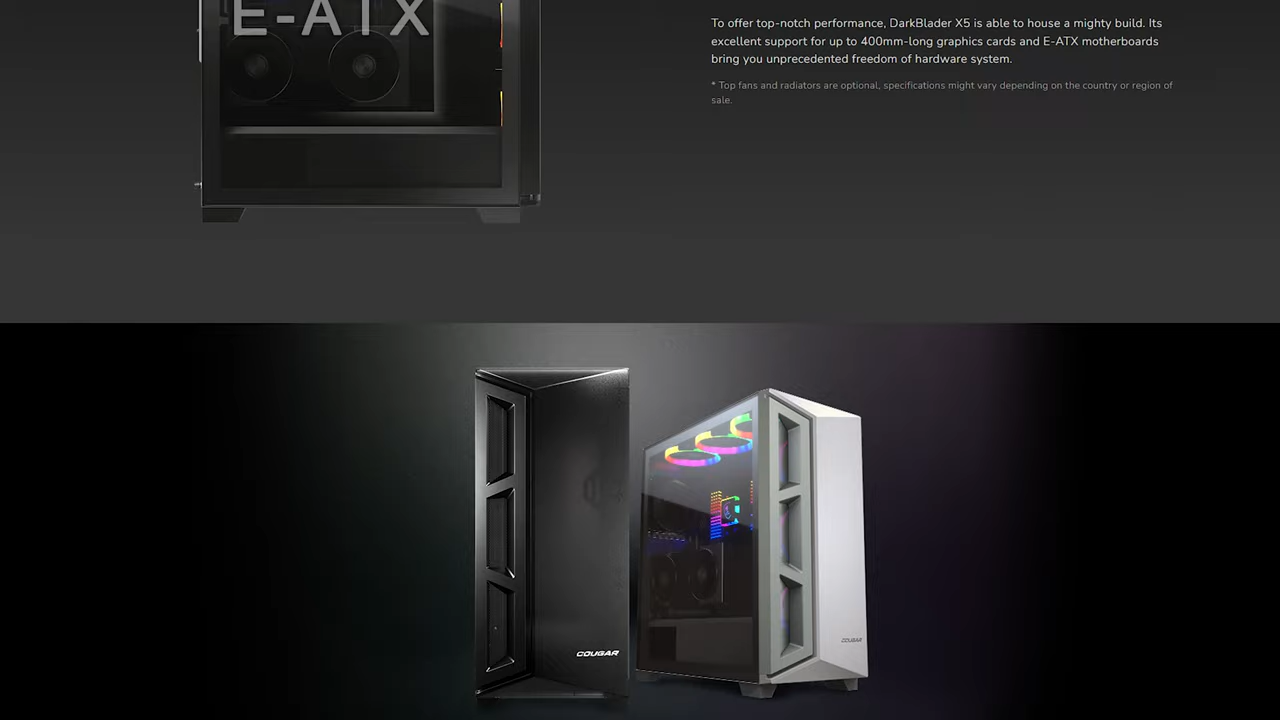 E-ATX
To offer top-notch performance, DarkBlader X5 is able to house a mighty build. Its
excellent support for up to 400mm-long graphics cards and E-ATX motherboards
bring you unprecedented freedom of hardware system.
* Top fans and radiators are optional, specifications might vary depending on the country or region of
sale.
COUGAR
COUGAR